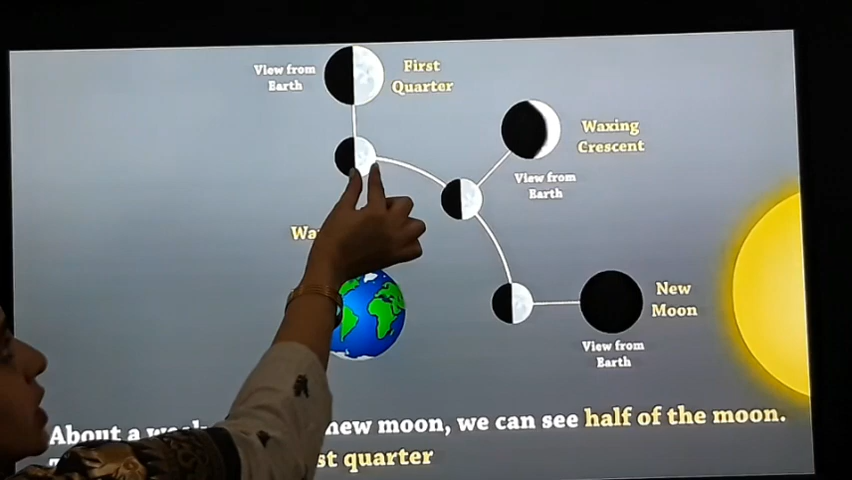 View from
Earth
First
Quarter
Waxing
Crescent
View from
Earth
New
Moon
View from
Earth
About a new moon, we can see half of the moon.
quarter